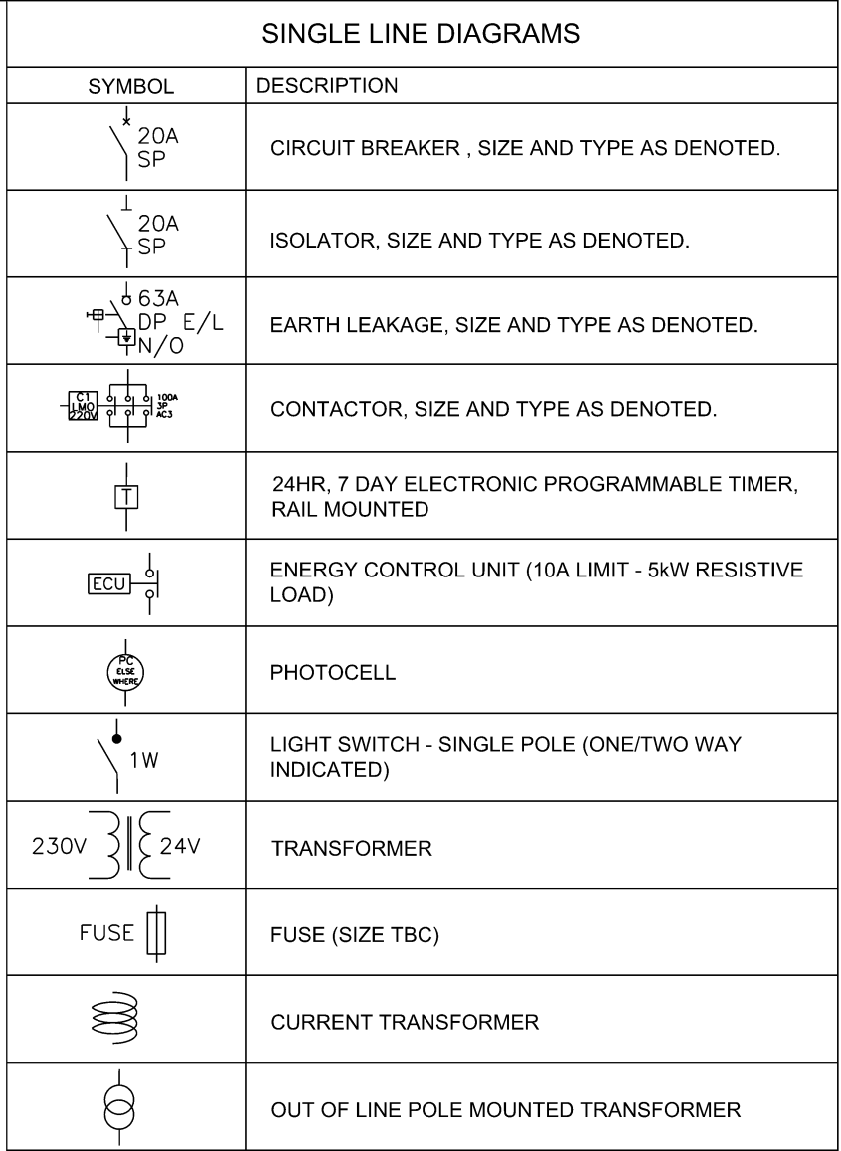 SINGLE LINE DIAGRAMS
SYMBOL DESCRIPTION
20A
SP
CIRCUIT BREAKER , SIZE AND TYPE AS DENOTED.
20A
SP
ISOLATOR, SIZE AND TYPE AS DENOTED.
63A
DP E/L
N/O
EARTH LEAKAGE, SIZE AND TYPE AS DENOTED.
C1
LMO
220V
100A
3P
AC3
CONTACTOR, SIZE AND TYPE AS DENOTED.
T
24HR, 7 DAY ELECTRONIC PROGRAMMABLE TIMER,
RAIL MOUNTED
ECU
ENERGY CONTROL UNIT (10A LIMIT - 5kW RESISTIVE
LOAD)
PC
ELSE
WHERE
PHOTOCELL
1W
LIGHT SWITCH - SINGLE POLE (ONE/TWO WAY
INDICATED)
230V 24V
TRANSFORMER
FUSE
FUSE (SIZE TBC)
CURRENT TRANSFORMER
OUT OF LINE POLE MOUNTED TRANSFORMER